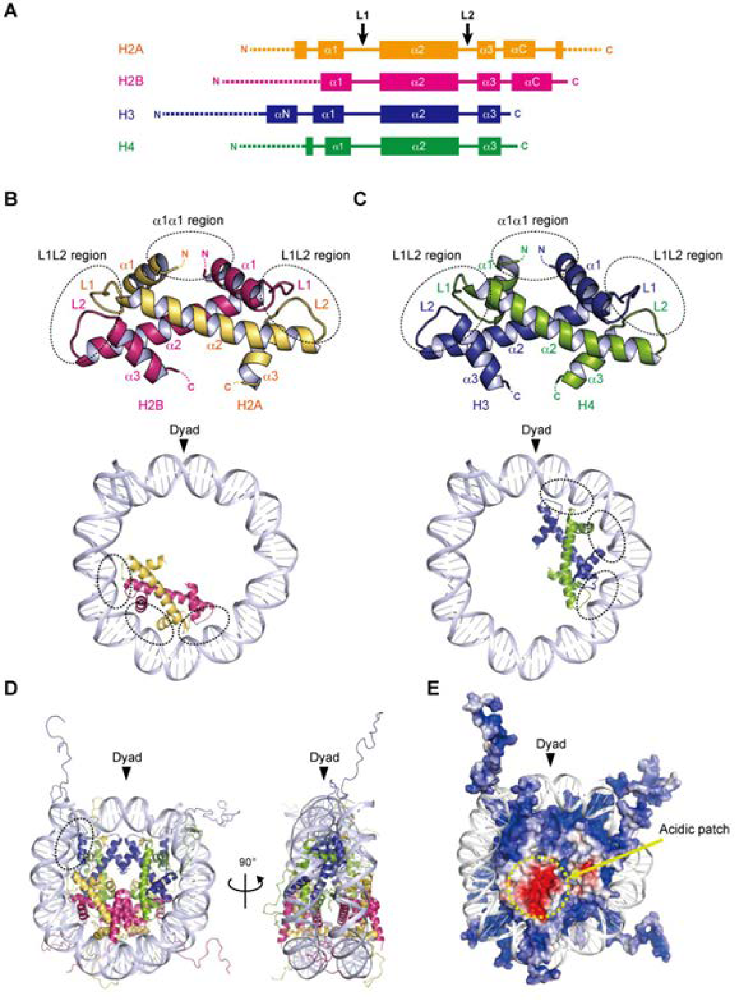 A
L1 L2
H2A N α1 α2 α3 αC C
H2B N α1 α2 α3 αC C
H3 N αN α1 α2 α3 C
H4 N α1 α2 α3 C
B
α1α1 region
L1L2 region α1 N N α1 L1L2 region
L1 L1
L2 L2
α2 α2
α3 C C α3
H2B H2A
Dyad
C
α1α1 region
L1L2 region α1 N N α1 L1L2 region
L1 L1
L2 L2
α2 α2
α3 C C α3
H3 H4
Dyad
D
Dyad
90°
Dyad
E
Dyad
Acidic patch